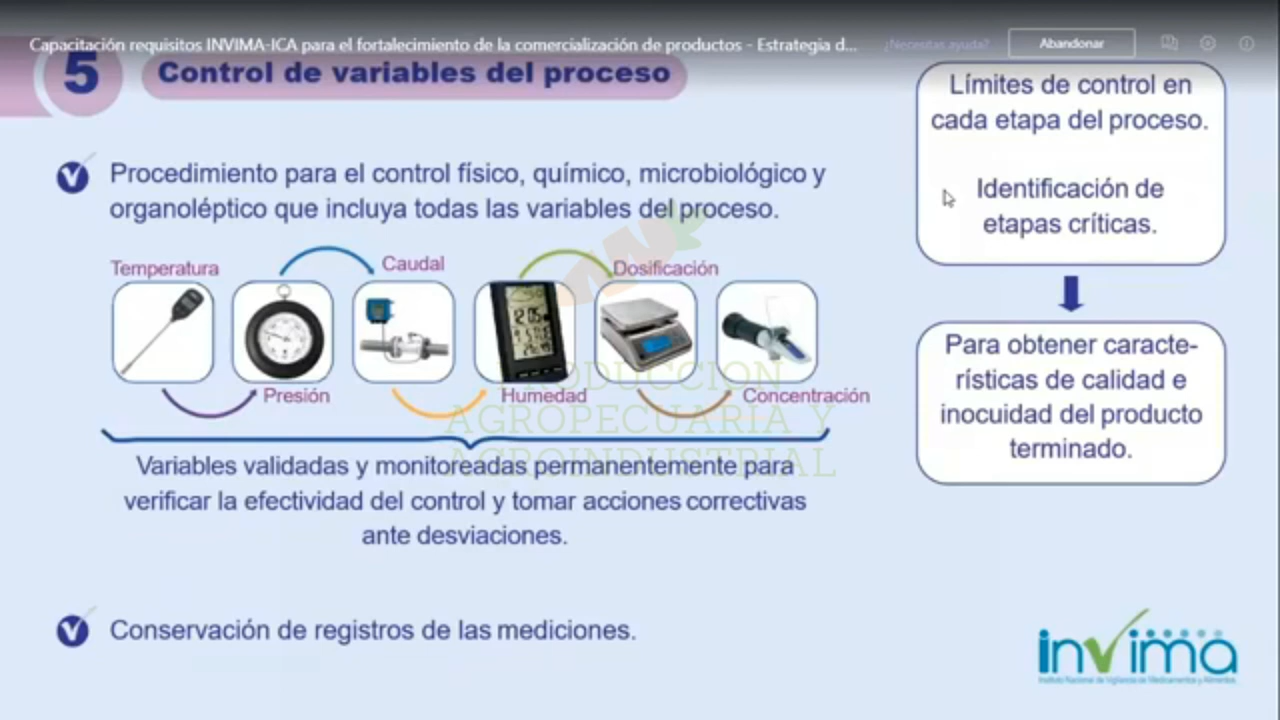 Capacitación requisitos INVIMA-ICA para el fortalecimiento de la comercialización de productos - Estrategia d...
¿Necesitas ayuda?
Abandonar
5
Control de variables del proceso
Procedimiento para el control físico, químico, microbiológico y
organoléptico que incluya todas las variables del proceso.
Temperatura
Presión
Caudal
Humedad
Dosificación
Concentración
PRODUCCIÓN
AGROPECUARIA Y
AGROINDUSTRIAL
Variables validadas y monitoreadas permanentemente para
verificar la efectividad del control y tomar acciones correctivas
ante desviaciones.
Conservación de registros de las mediciones.
Límites de control en
cada etapa del proceso.
Identificación de
etapas críticas.
Para obtener caracte-
rísticas de calidad e
inocuidad del producto
terminado.
invima
Instituto Nacional de Vigilancia de Medicamentos y Alimentos